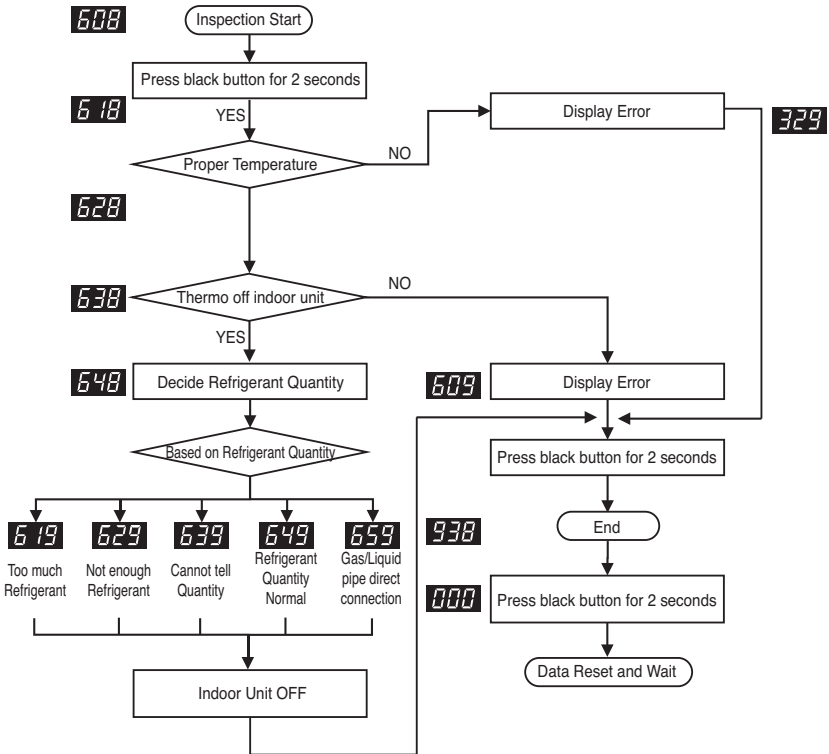 608
Inspection Start
Press black button for 2 seconds
618
YES
Display Error
329
NO
Proper Temperature
628
NO
638
Thermo off indoor unit
YES
648
Decide Refrigerant Quantity
609
Display Error
Based on Refrigerant Quantity
Press black button for 2 seconds
619
629
639
649
659
938
End
Too much
Refrigerant
Not enough
Refrigerant
Cannot tell
Quantity
Refrigerant
Quantity
Normal
Gas/Liquid
pipe direct
connection
000
Press black button for 2 seconds
Data Reset and Wait
Indoor Unit OFF